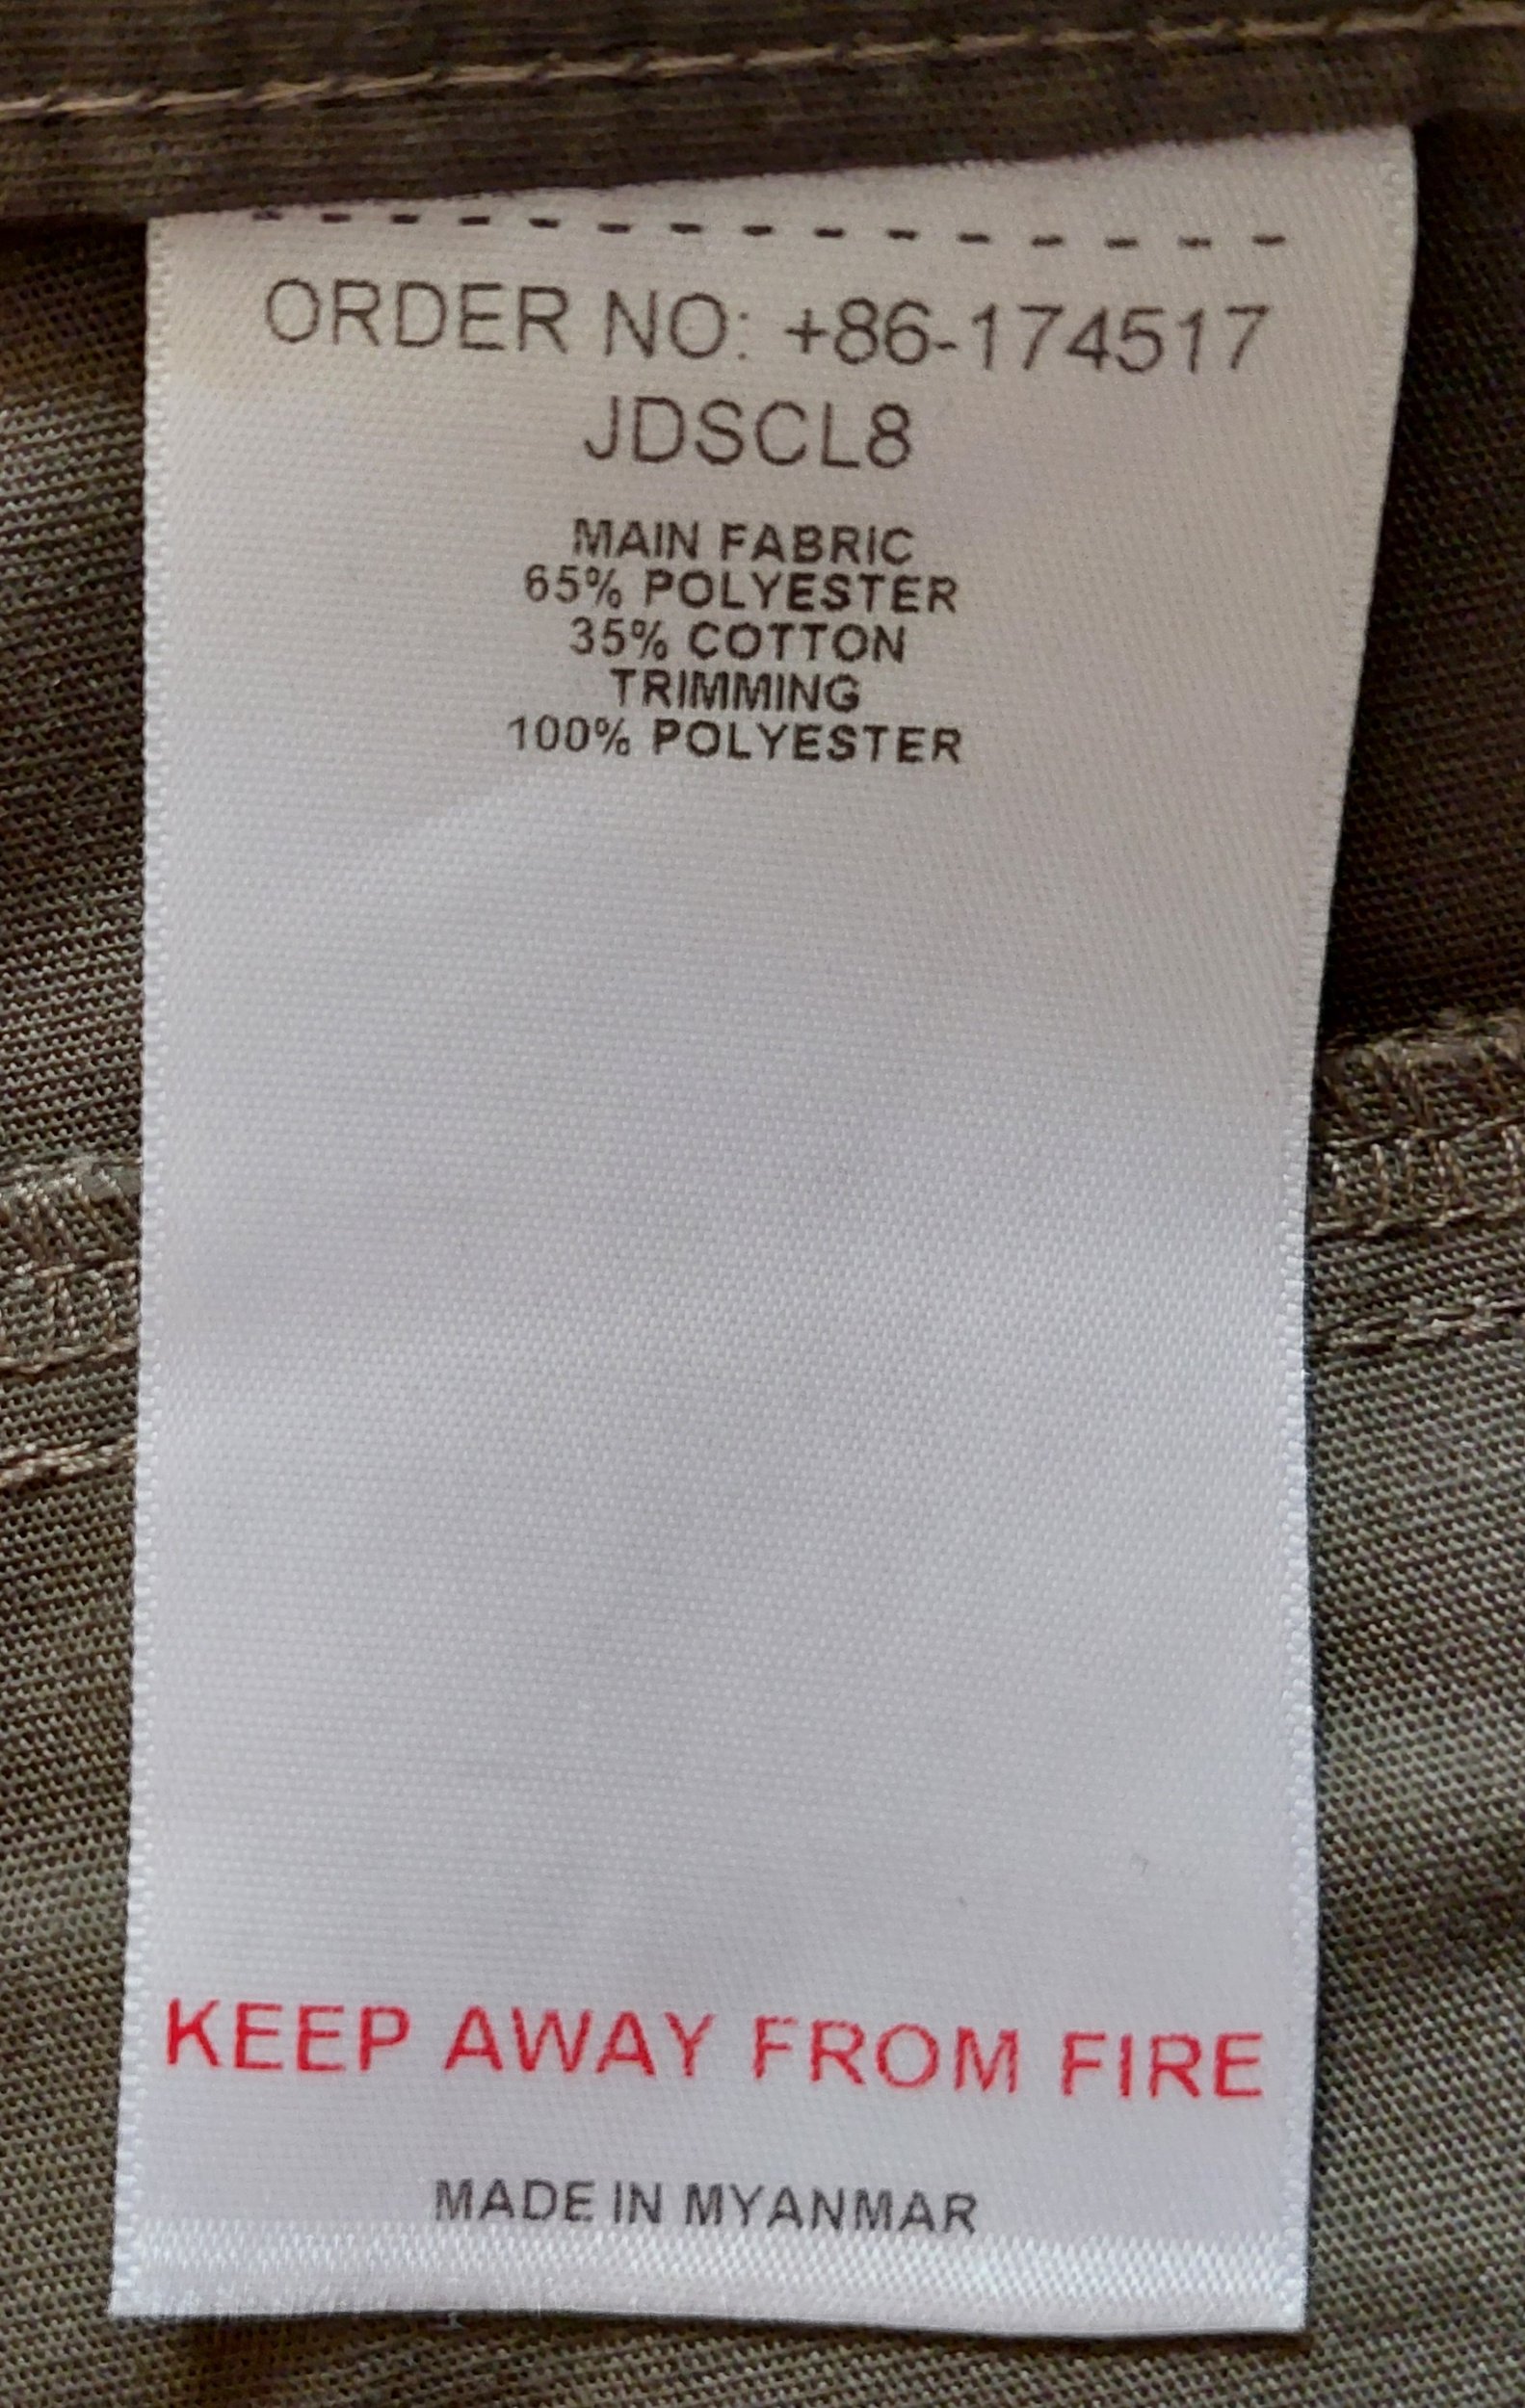 ORDER NO: +86-174517
JDSCL8
MAIN FABRIC
65% POLYESTER
35% COTTON
TRIMMING
100% POLYESTER
KEEP AWAY FROM FIRE
MADE IN MYANMAR